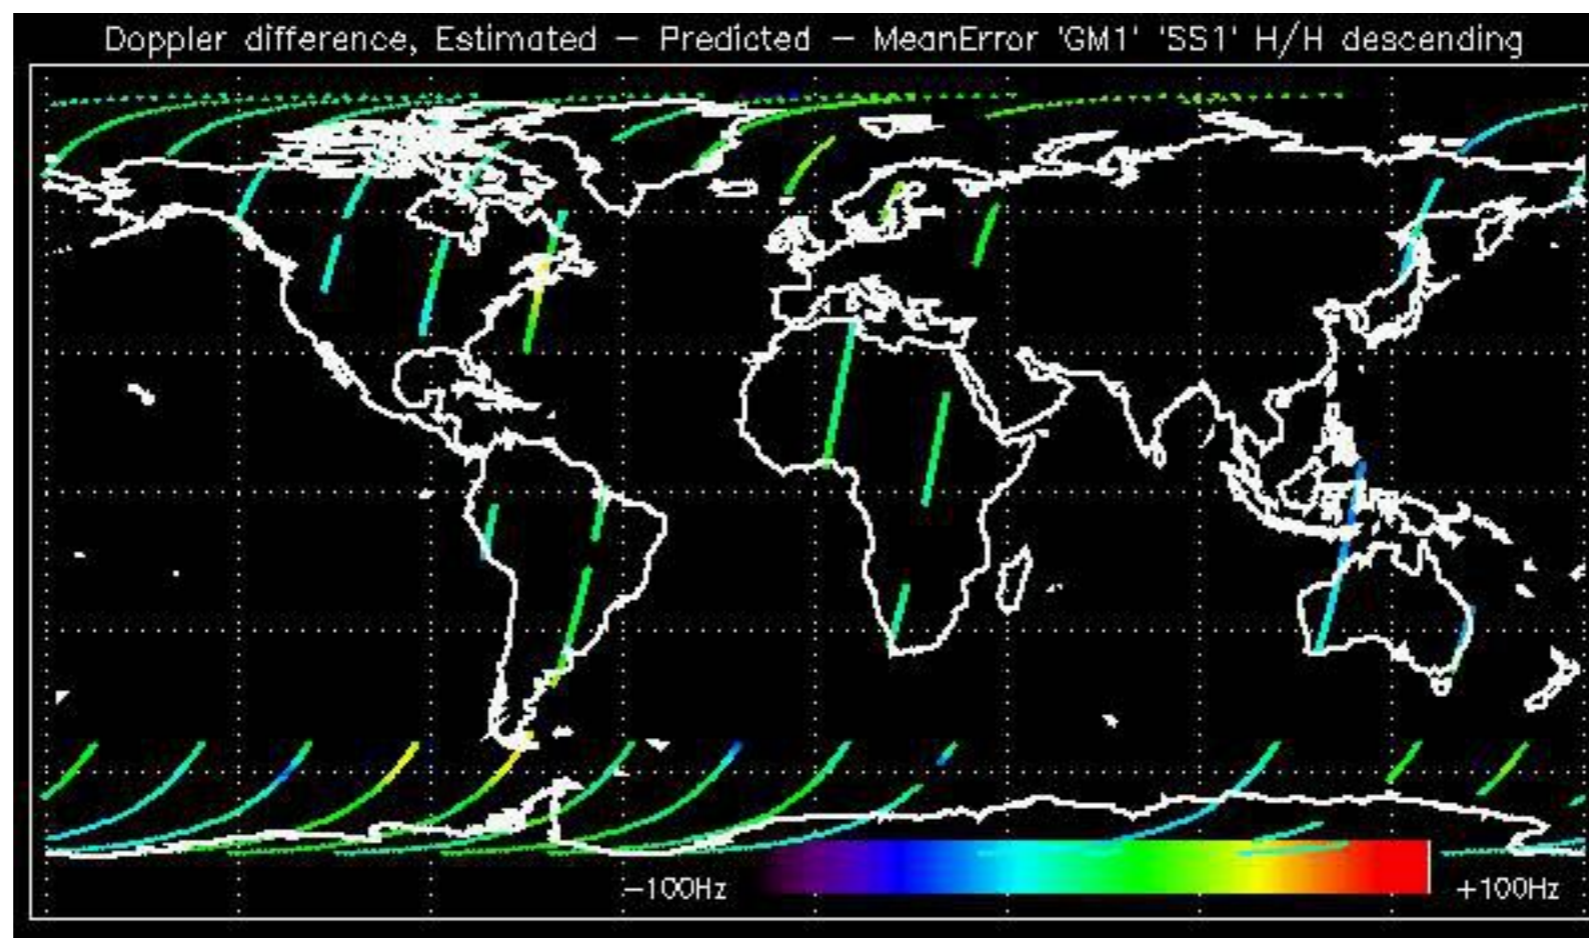 Doppler difference, Estimated – Predicted – MeanError 'GM1' 'SS1' H/H descending
–100Hz +100Hz